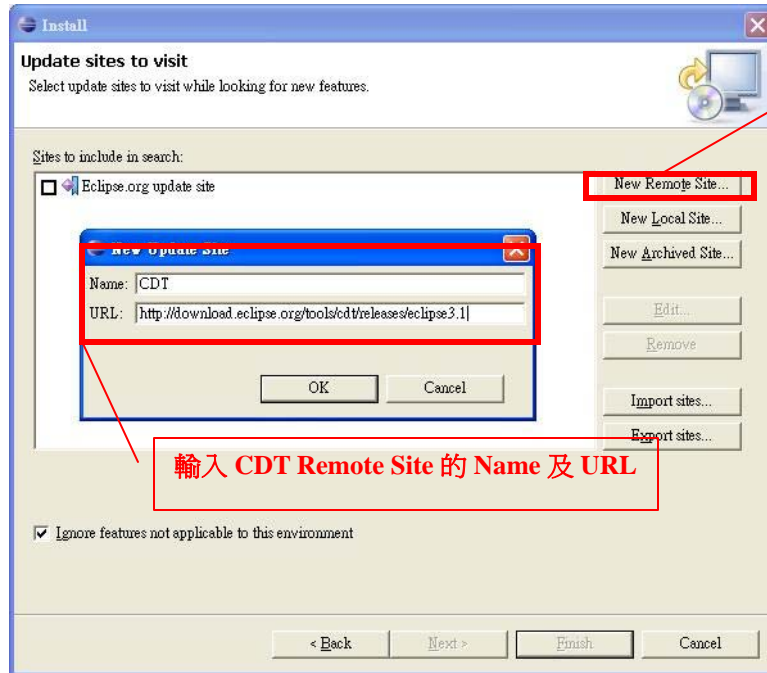 Install
Update sites to visit
Select update sites to visit while looking for new features.
Sites to include in search:
Eclipse.org update site
New Remote Site...
New Local Site...
New Archived Site...
Edit...
Remove
Import sites...
Export sites...
New Update Site
Name: CDT
URL: http://download.eclipse.org/tools/cdt/releases/eclipse3.1
OK Cancel
輸入 CDT Remote Site 的 Name 及 URL
Ignore features not applicable to this environment
< Back Next > Finish Cancel